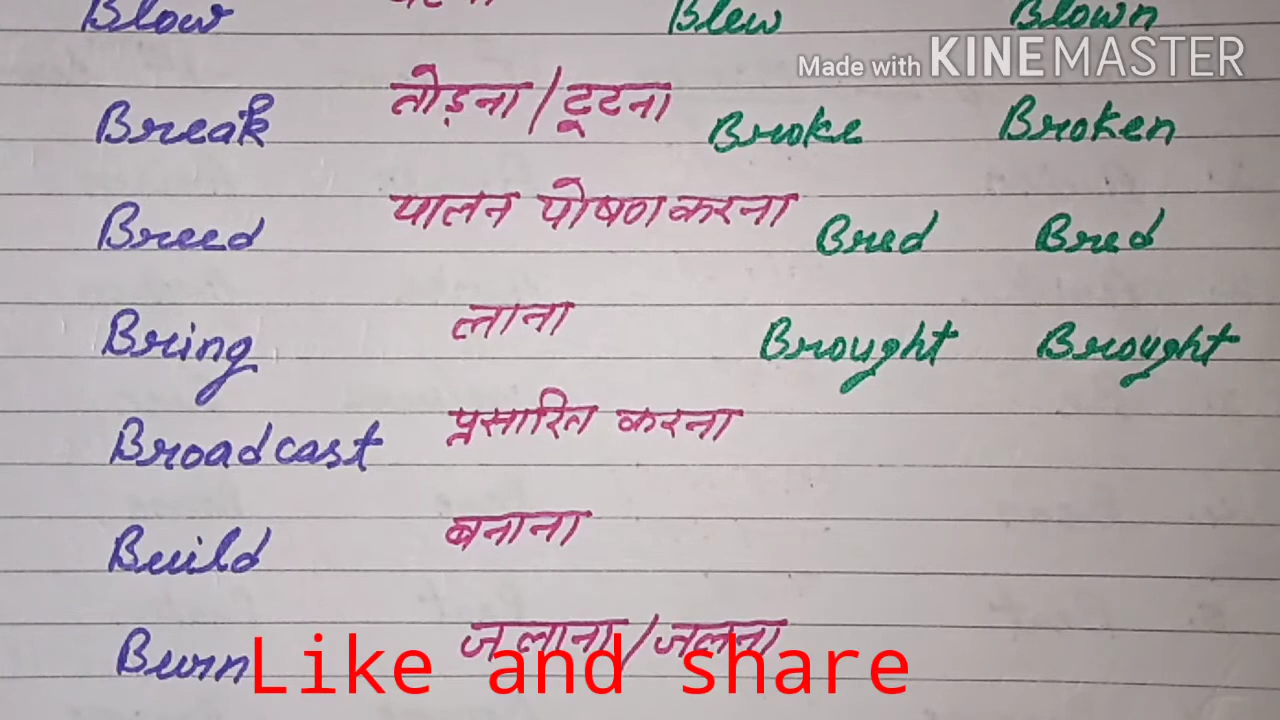 Blow Blew Blown
Made with KINEMASTER
Break तोड़ना/टूटना Broke Broken
Breed पालन पोषण करना Bred Bred
Bring लाना Brought Brought
Broadcast प्रसारित करना
Build बनाना
Burn जलाना/जलना
Like and share